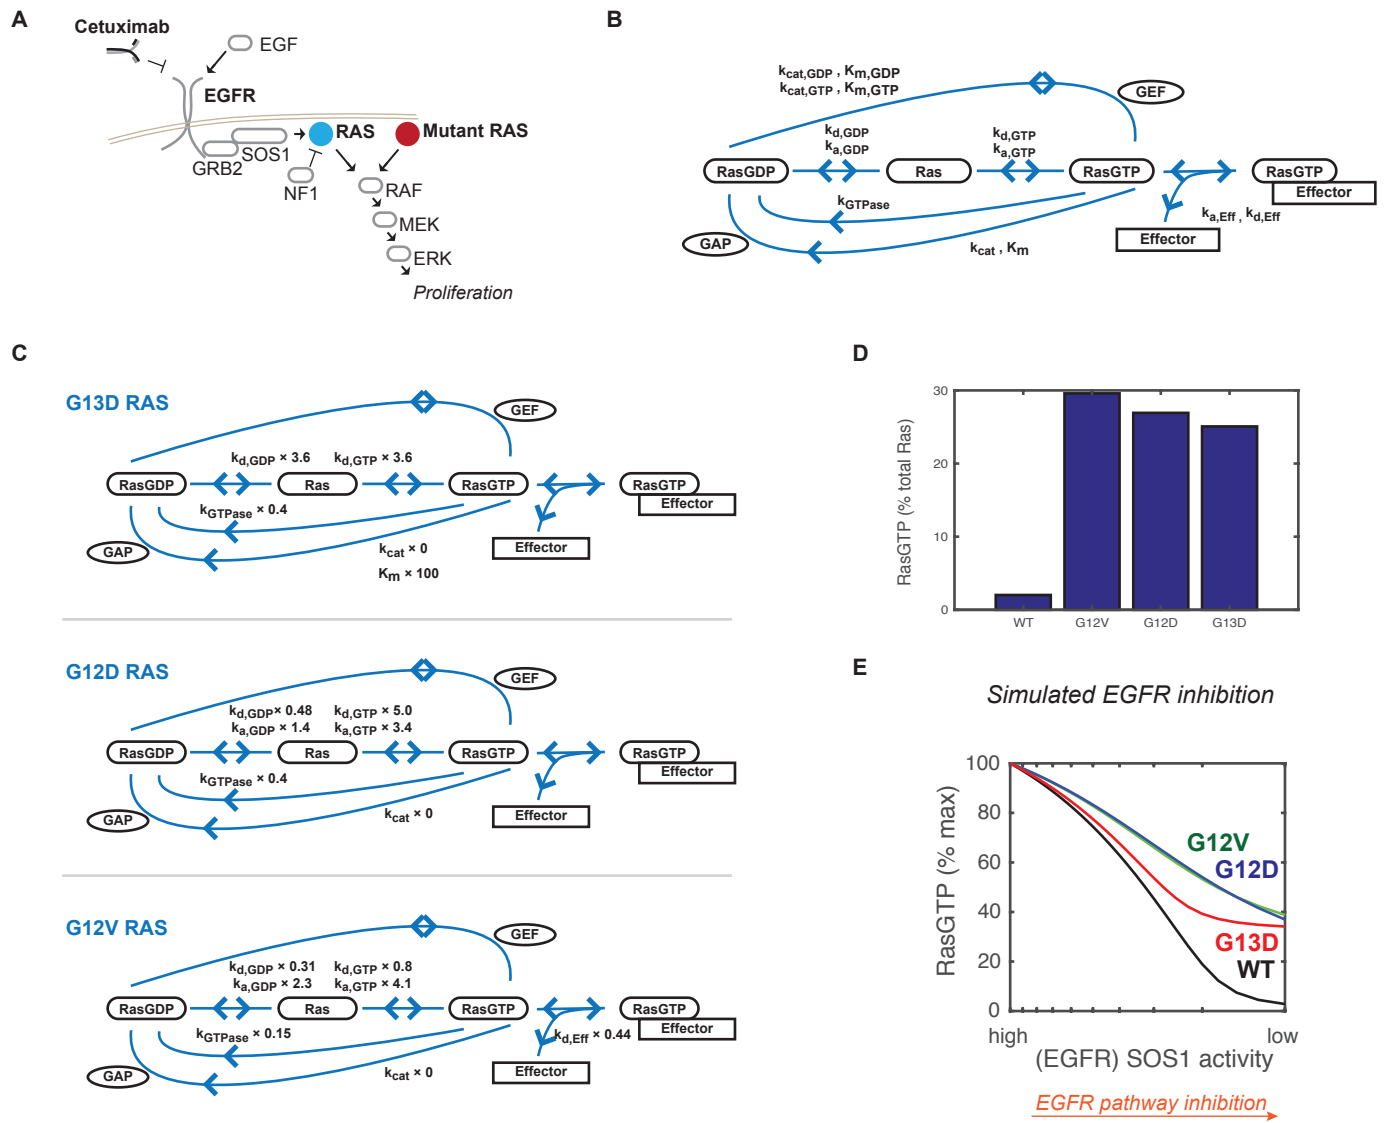 A
Cetuximab
EGF
EGFR
RAS
Mutant RAS
SOS1
GRB2
NF1
RAF
MEK
ERK
Proliferation
B
kcat,GDP , Km,GDP
kcat,GTP , Km,GTP
GEF
kd,GDP
ka,GDP
kd,GTP
ka,GTP
RasGDP
Ras
RasGTP
RasGTP
Effector
kGTPase
ka,Eff , kd,Eff
GAP
Effector
kcat , Km
C
G13D RAS
GEF
kd,GDP × 3.6
kd,GTP × 3.6
RasGDP
Ras
RasGTP
RasGTP
Effector
kGTPase × 0.4
GAP
Effector
kcat × 0
Km × 100
G12D RAS
GEF
kd,GDP × 0.48
ka,GDP × 1.4
kd,GTP × 5.0
ka,GTP × 3.4
RasGDP
Ras
RasGTP
RasGTP
Effector
kGTPase × 0.4
GAP
Effector
kcat × 0
G12V RAS
GEF
kd,GDP × 0.31
ka,GDP × 2.3
kd,GTP × 0.8
ka,GTP × 4.1
RasGDP
Ras
RasGTP
RasGTP
Effector
kGTPase × 0.15
kd,Eff × 0.44
GAP
Effector
kcat × 0
D
RasGTP (% total Ras)
30
20
10
0
WT
G12V
G12D
G13D
E
Simulated EGFR inhibition
RasGTP (% max)
100
80
60
40
20
0
G12V
G12D
G13D
WT
high
low
(EGFR) SOS1 activity
EGFR pathway inhibition